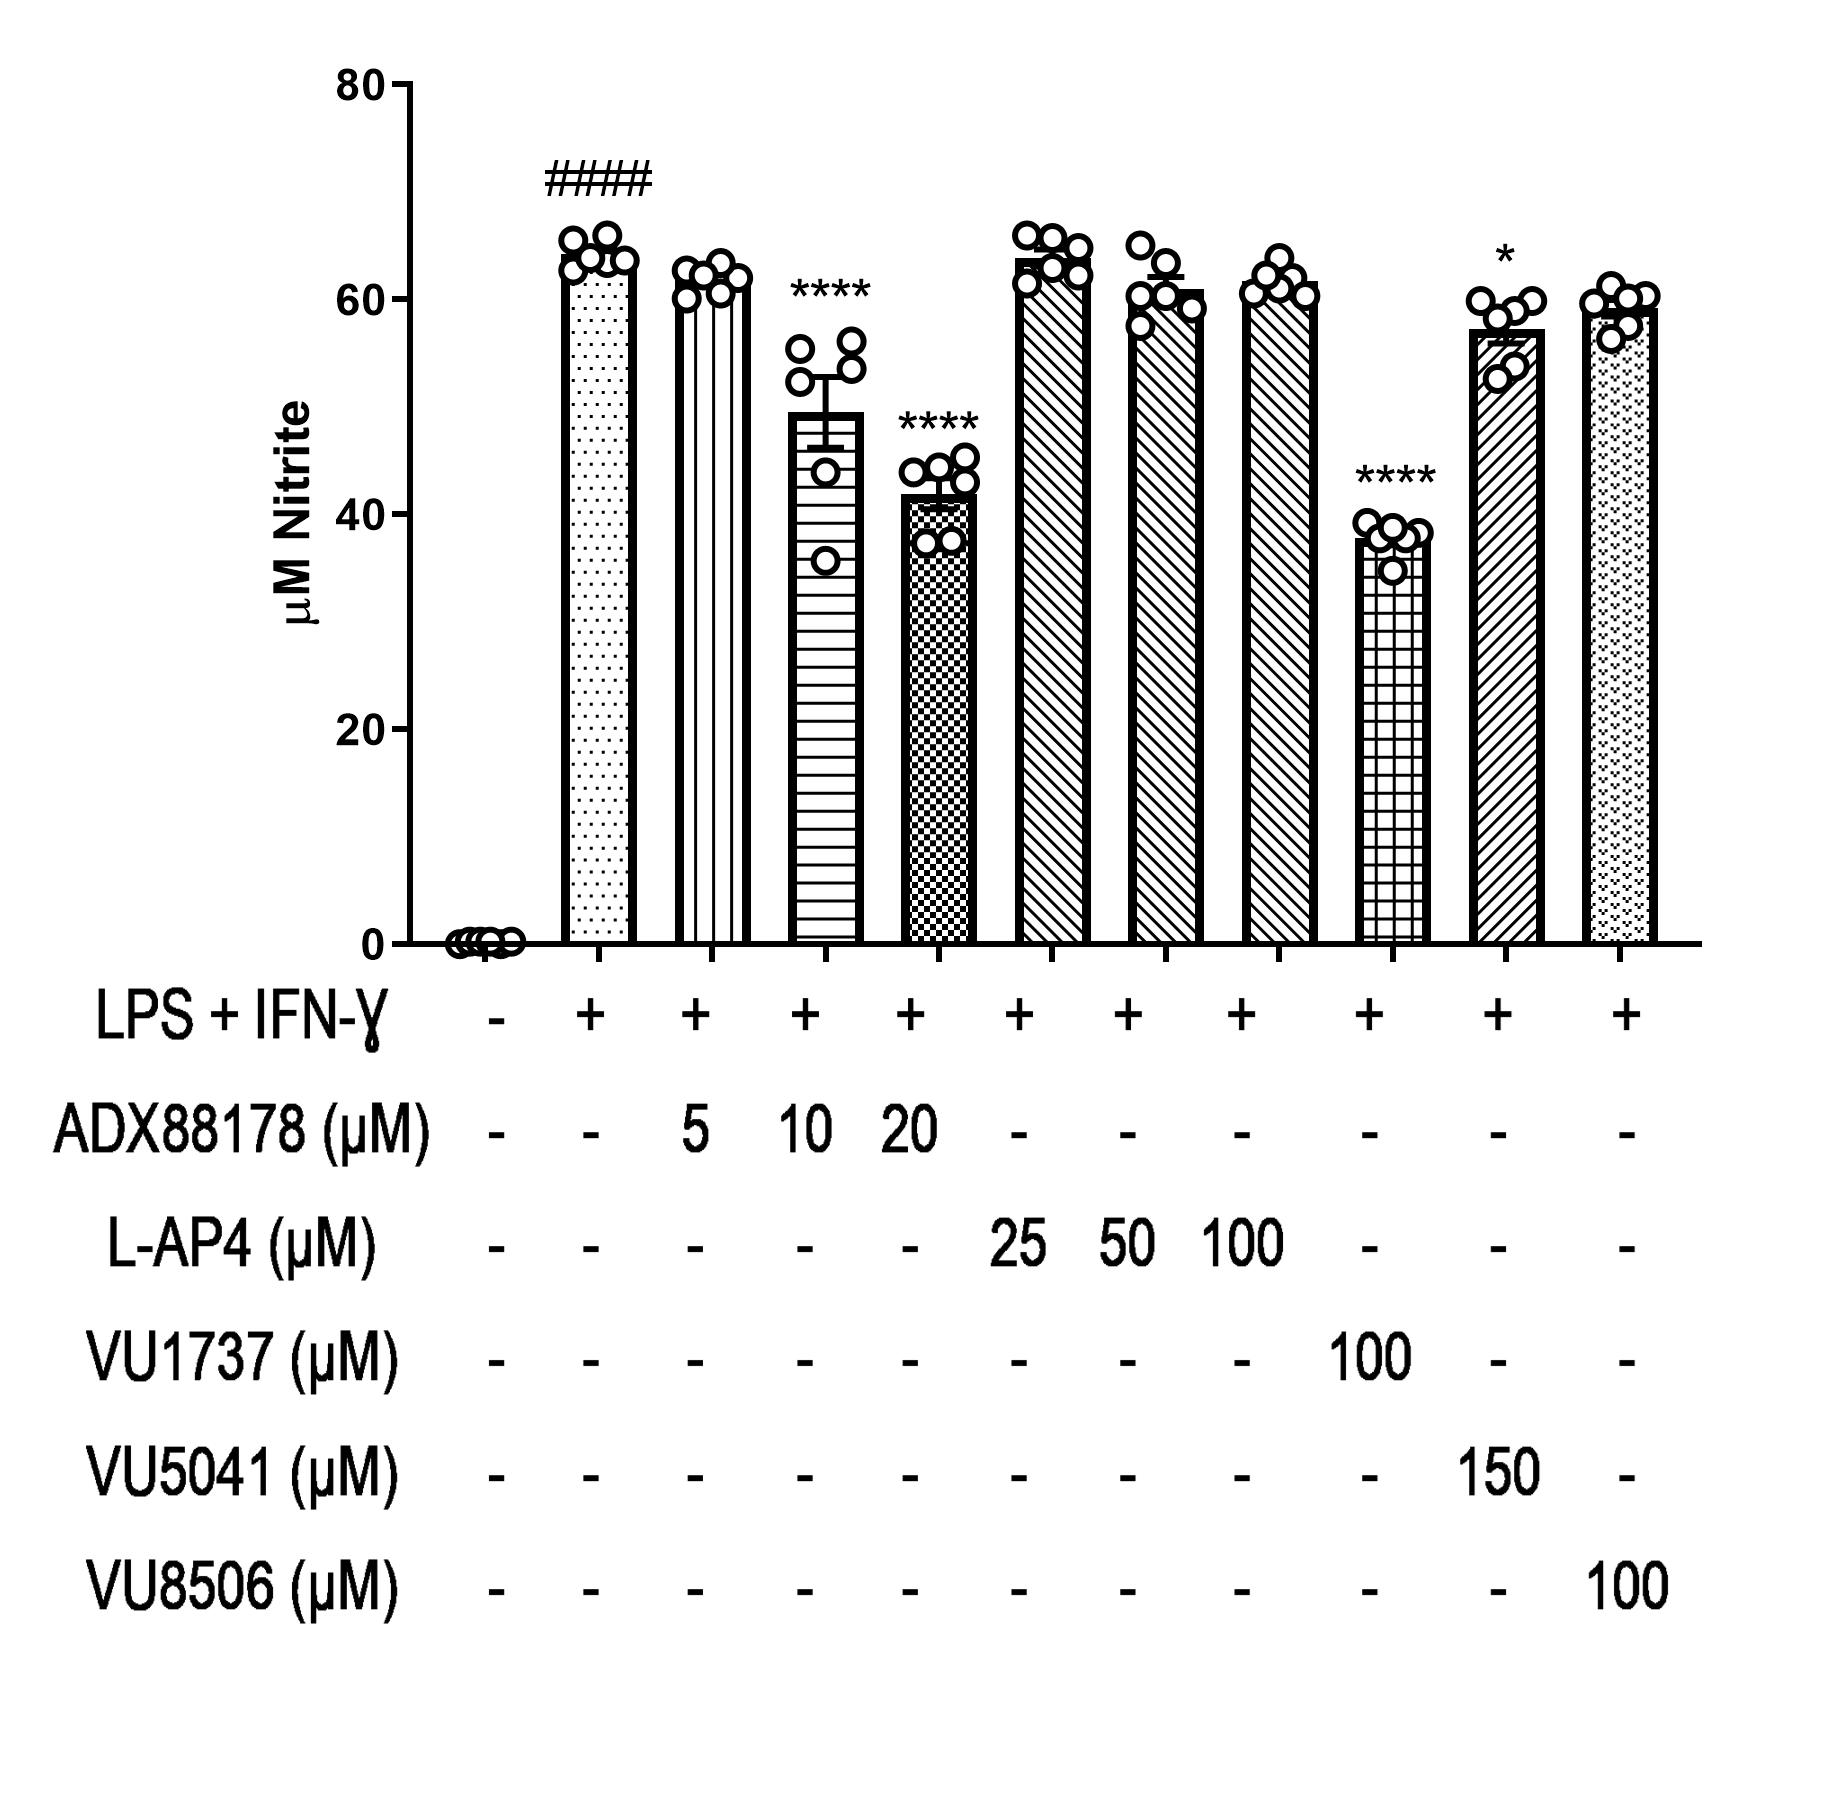 80
####
*
****
60
****
****
μM Nitrite
40
20
0
LPS + IFN-Ɣ - + + + + + + + + + +
ADX88178 (µM) - - 5 10 20 - - - - - -
L-AP4 (µM) - - - - - 25 50 100 - - -
VU1737 (µM) - - - - - - - - 100 - -
VU5041 (µM) - - - - - - - - - 150 -
VU8506 (µM) - - - - - - - - - - 100